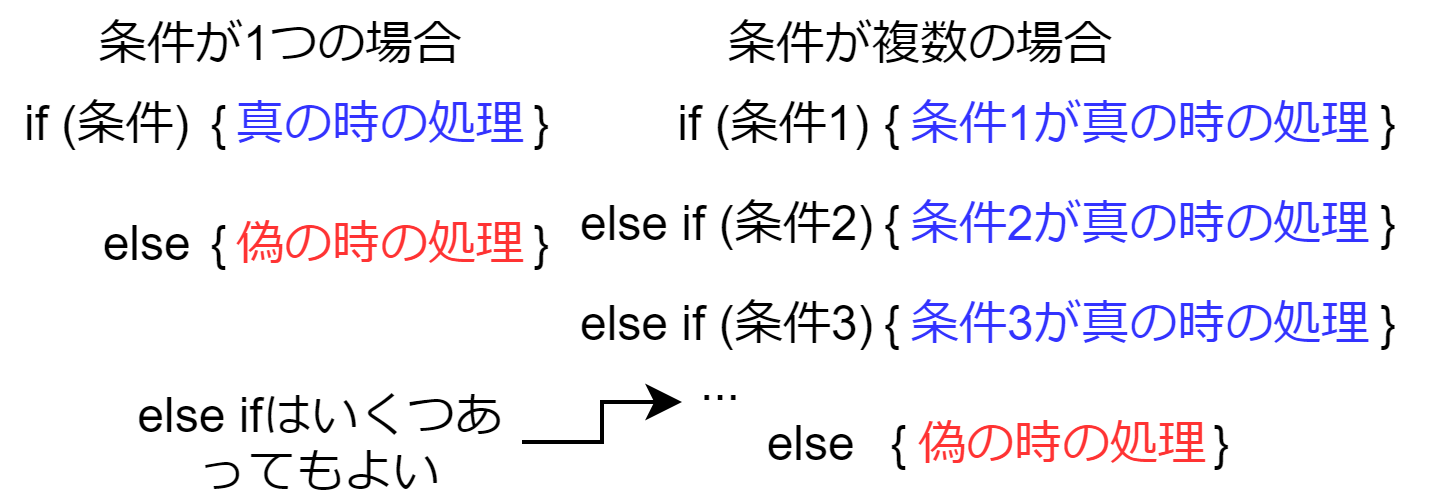 条件が1つの場合
if (条件) { 真の時の処理 }
else { 偽の時の処理 }
条件が複数の場合
if (条件1) { 条件1が真の時の処理 }
else if (条件2) { 条件2が真の時の処理 }
else if (条件3) { 条件3が真の時の処理 }
...
else { 偽の時の処理 }
else ifはいくつあ
ってもよい